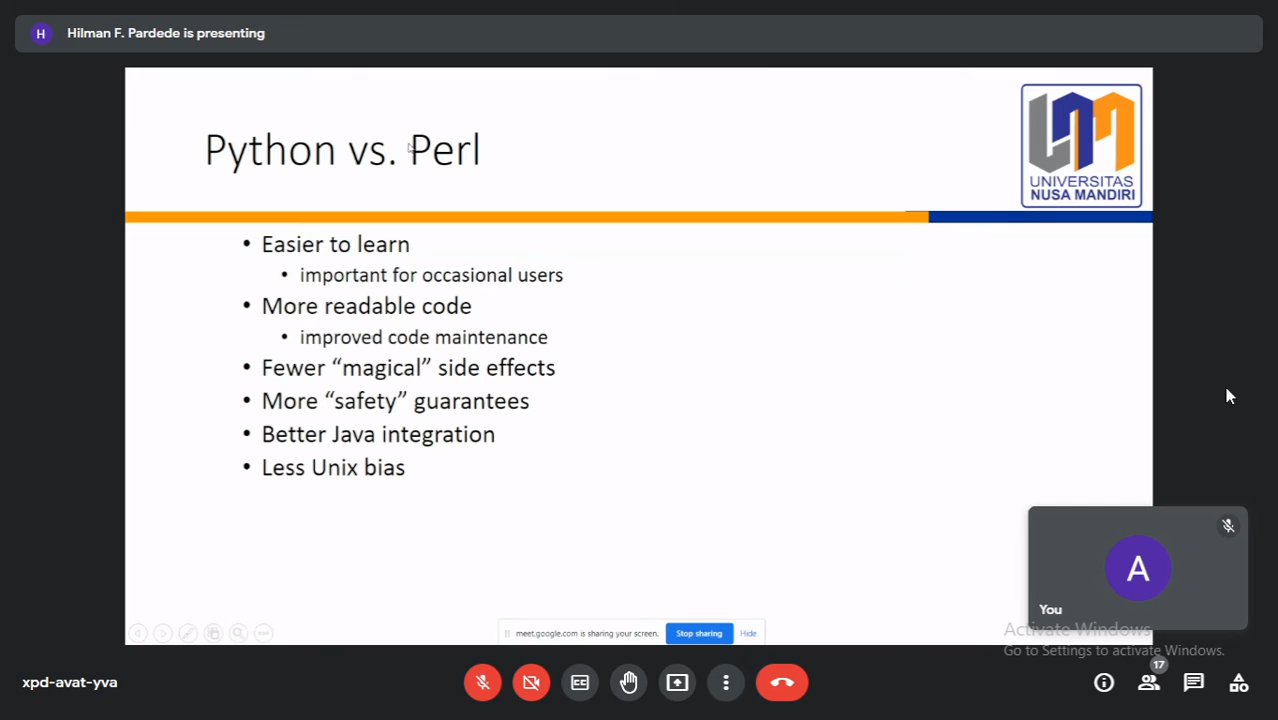 H Hilman F. Pardede is presenting
Python vs. Perl
UNIVERSITAS
NUSA MANDIRI
• Easier to learn
• important for occasional users
• More readable code
• improved code maintenance
• Fewer “magical” side effects
• More “safety” guarantees
• Better Java integration
• Less Unix bias
A
You
Activate Windows
Go to Settings to activate Windows.
meet.google.com is sharing your screen. Stop sharing Hide
xpd-avat-yva
CC
17